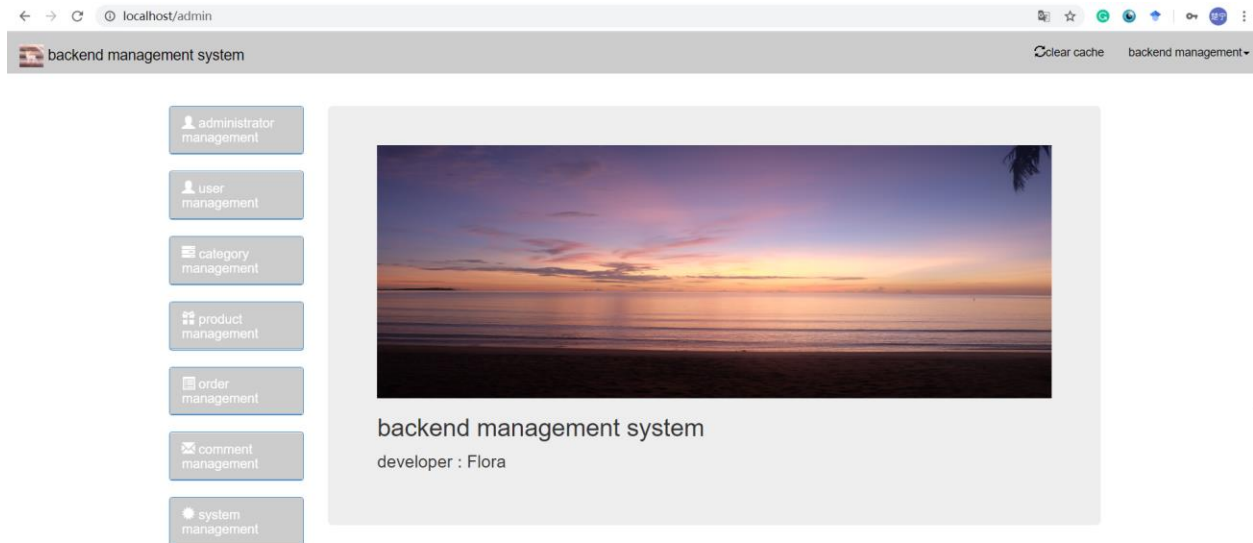 localhost/admin
backend management system
clear cache
backend management
administrator
management
user
management
category
management
product
management
order
management
comment
management
system
management
backend management system
developer : Flora